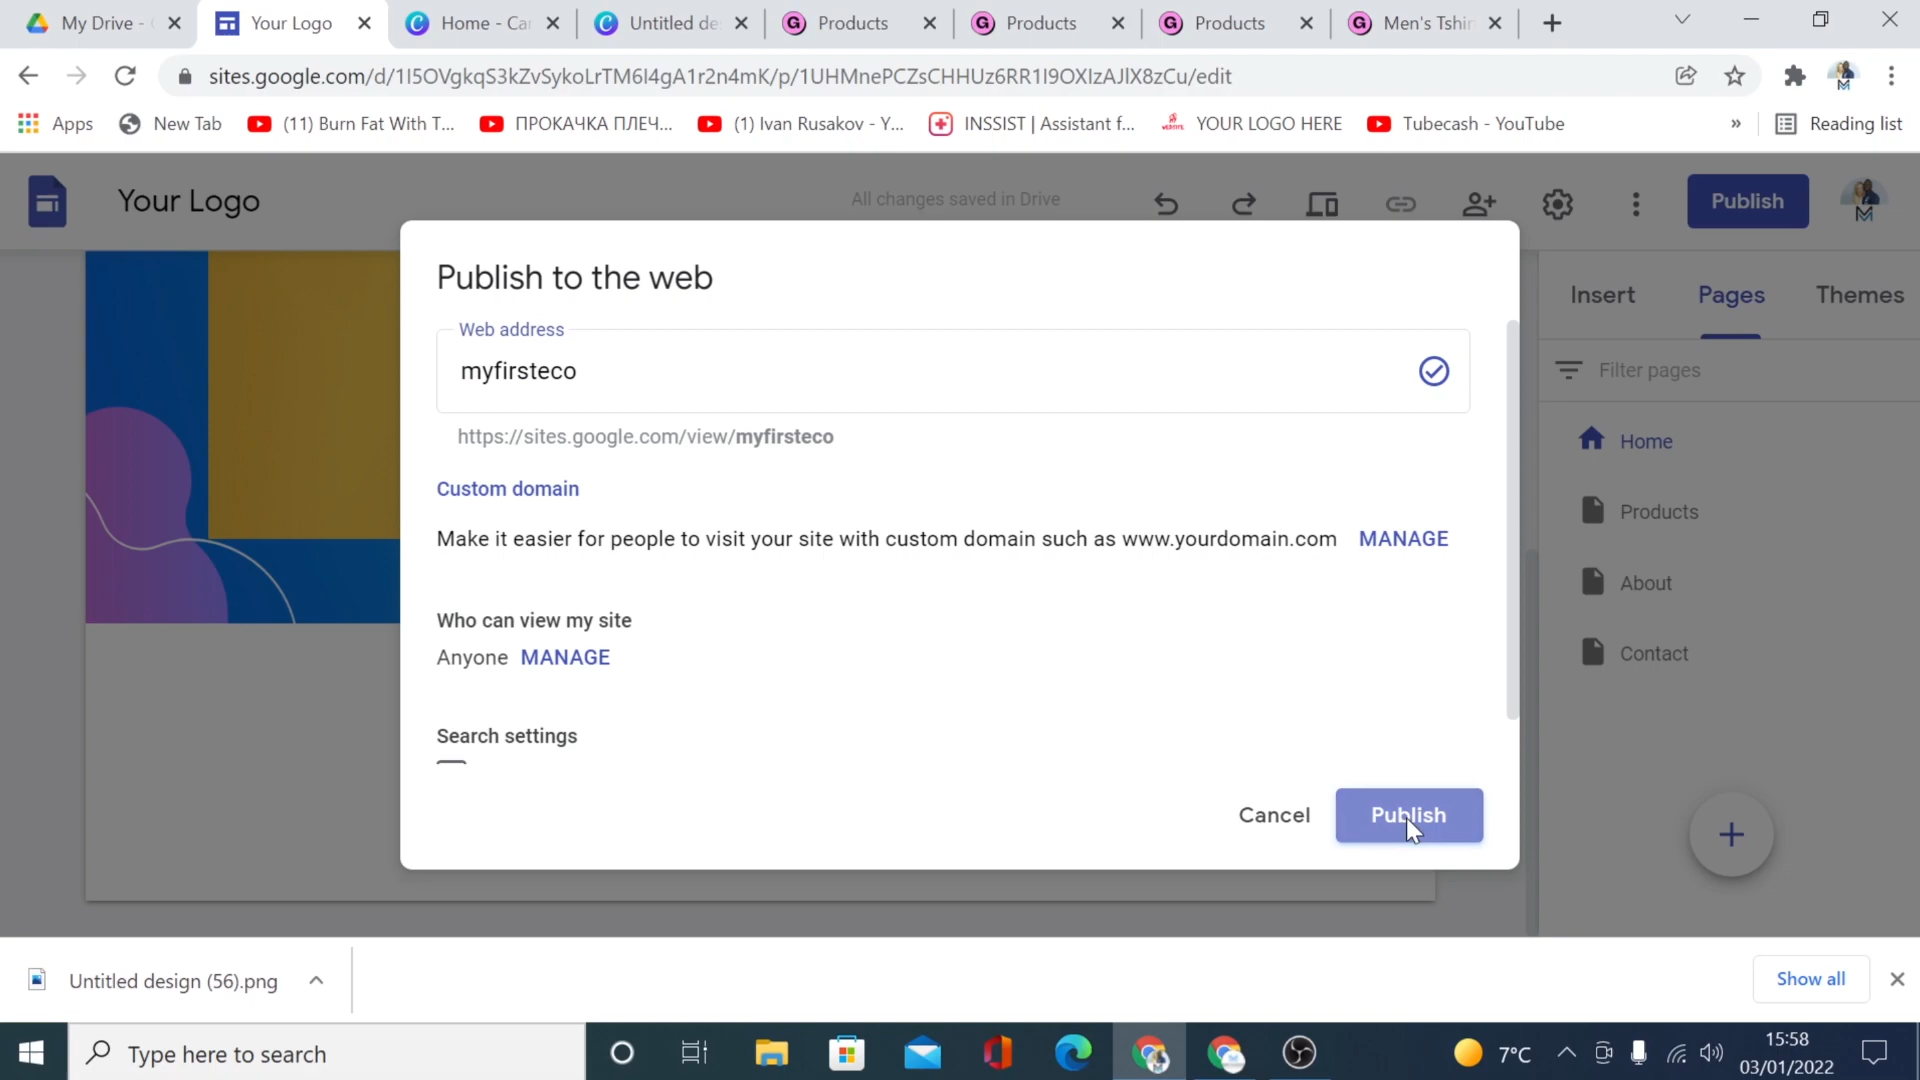 My Drive -
Your Logo
Home - Car
Untitled de
Products
Products
Products
Men's Tshir
sites.google.com/d/1I5OVgkqS3kZvSykoLrTM6I4gA1r2n4mK/p/1UHMnePCZsCHHUz6RR1I9OXIzAJlX8zCu/edit
Apps
New Tab
(11) Burn Fat With T...
ПРОКАЧКА ПЛЕЧ...
(1) Ivan Rusakov - Y...
INSSIST | Assistant f...
YOUR LOGO HERE
Tubecash - YouTube
»
Reading list
Your Logo
All changes saved in Drive
Publish
Publish to the web
Web address
myfirsteco
https://sites.google.com/view/myfirsteco
Custom domain
Make it easier for people to visit your site with custom domain such as www.yourdomain.com MANAGE
Who can view my site
Anyone MANAGE
Search settings
Cancel
Publish
Insert
Pages
Themes
Filter pages
Home
Products
About
Contact
Untitled design (56).png
Show all
Type here to search
7°C
15:58
03/01/2022